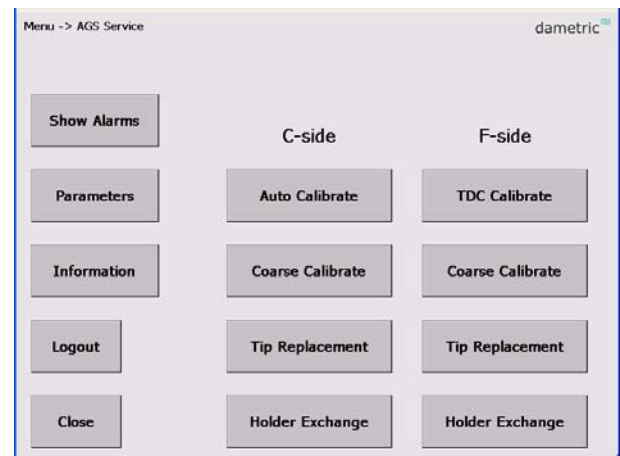 Menu -> AGS Service
dametric
Show Alarms
C-side
F-side
Parameters
Auto Calibrate
TDC Calibrate
Information
Coarse Calibrate
Coarse Calibrate
Logout
Tip Replacement
Tip Replacement
Close
Holder Exchange
Holder Exchange